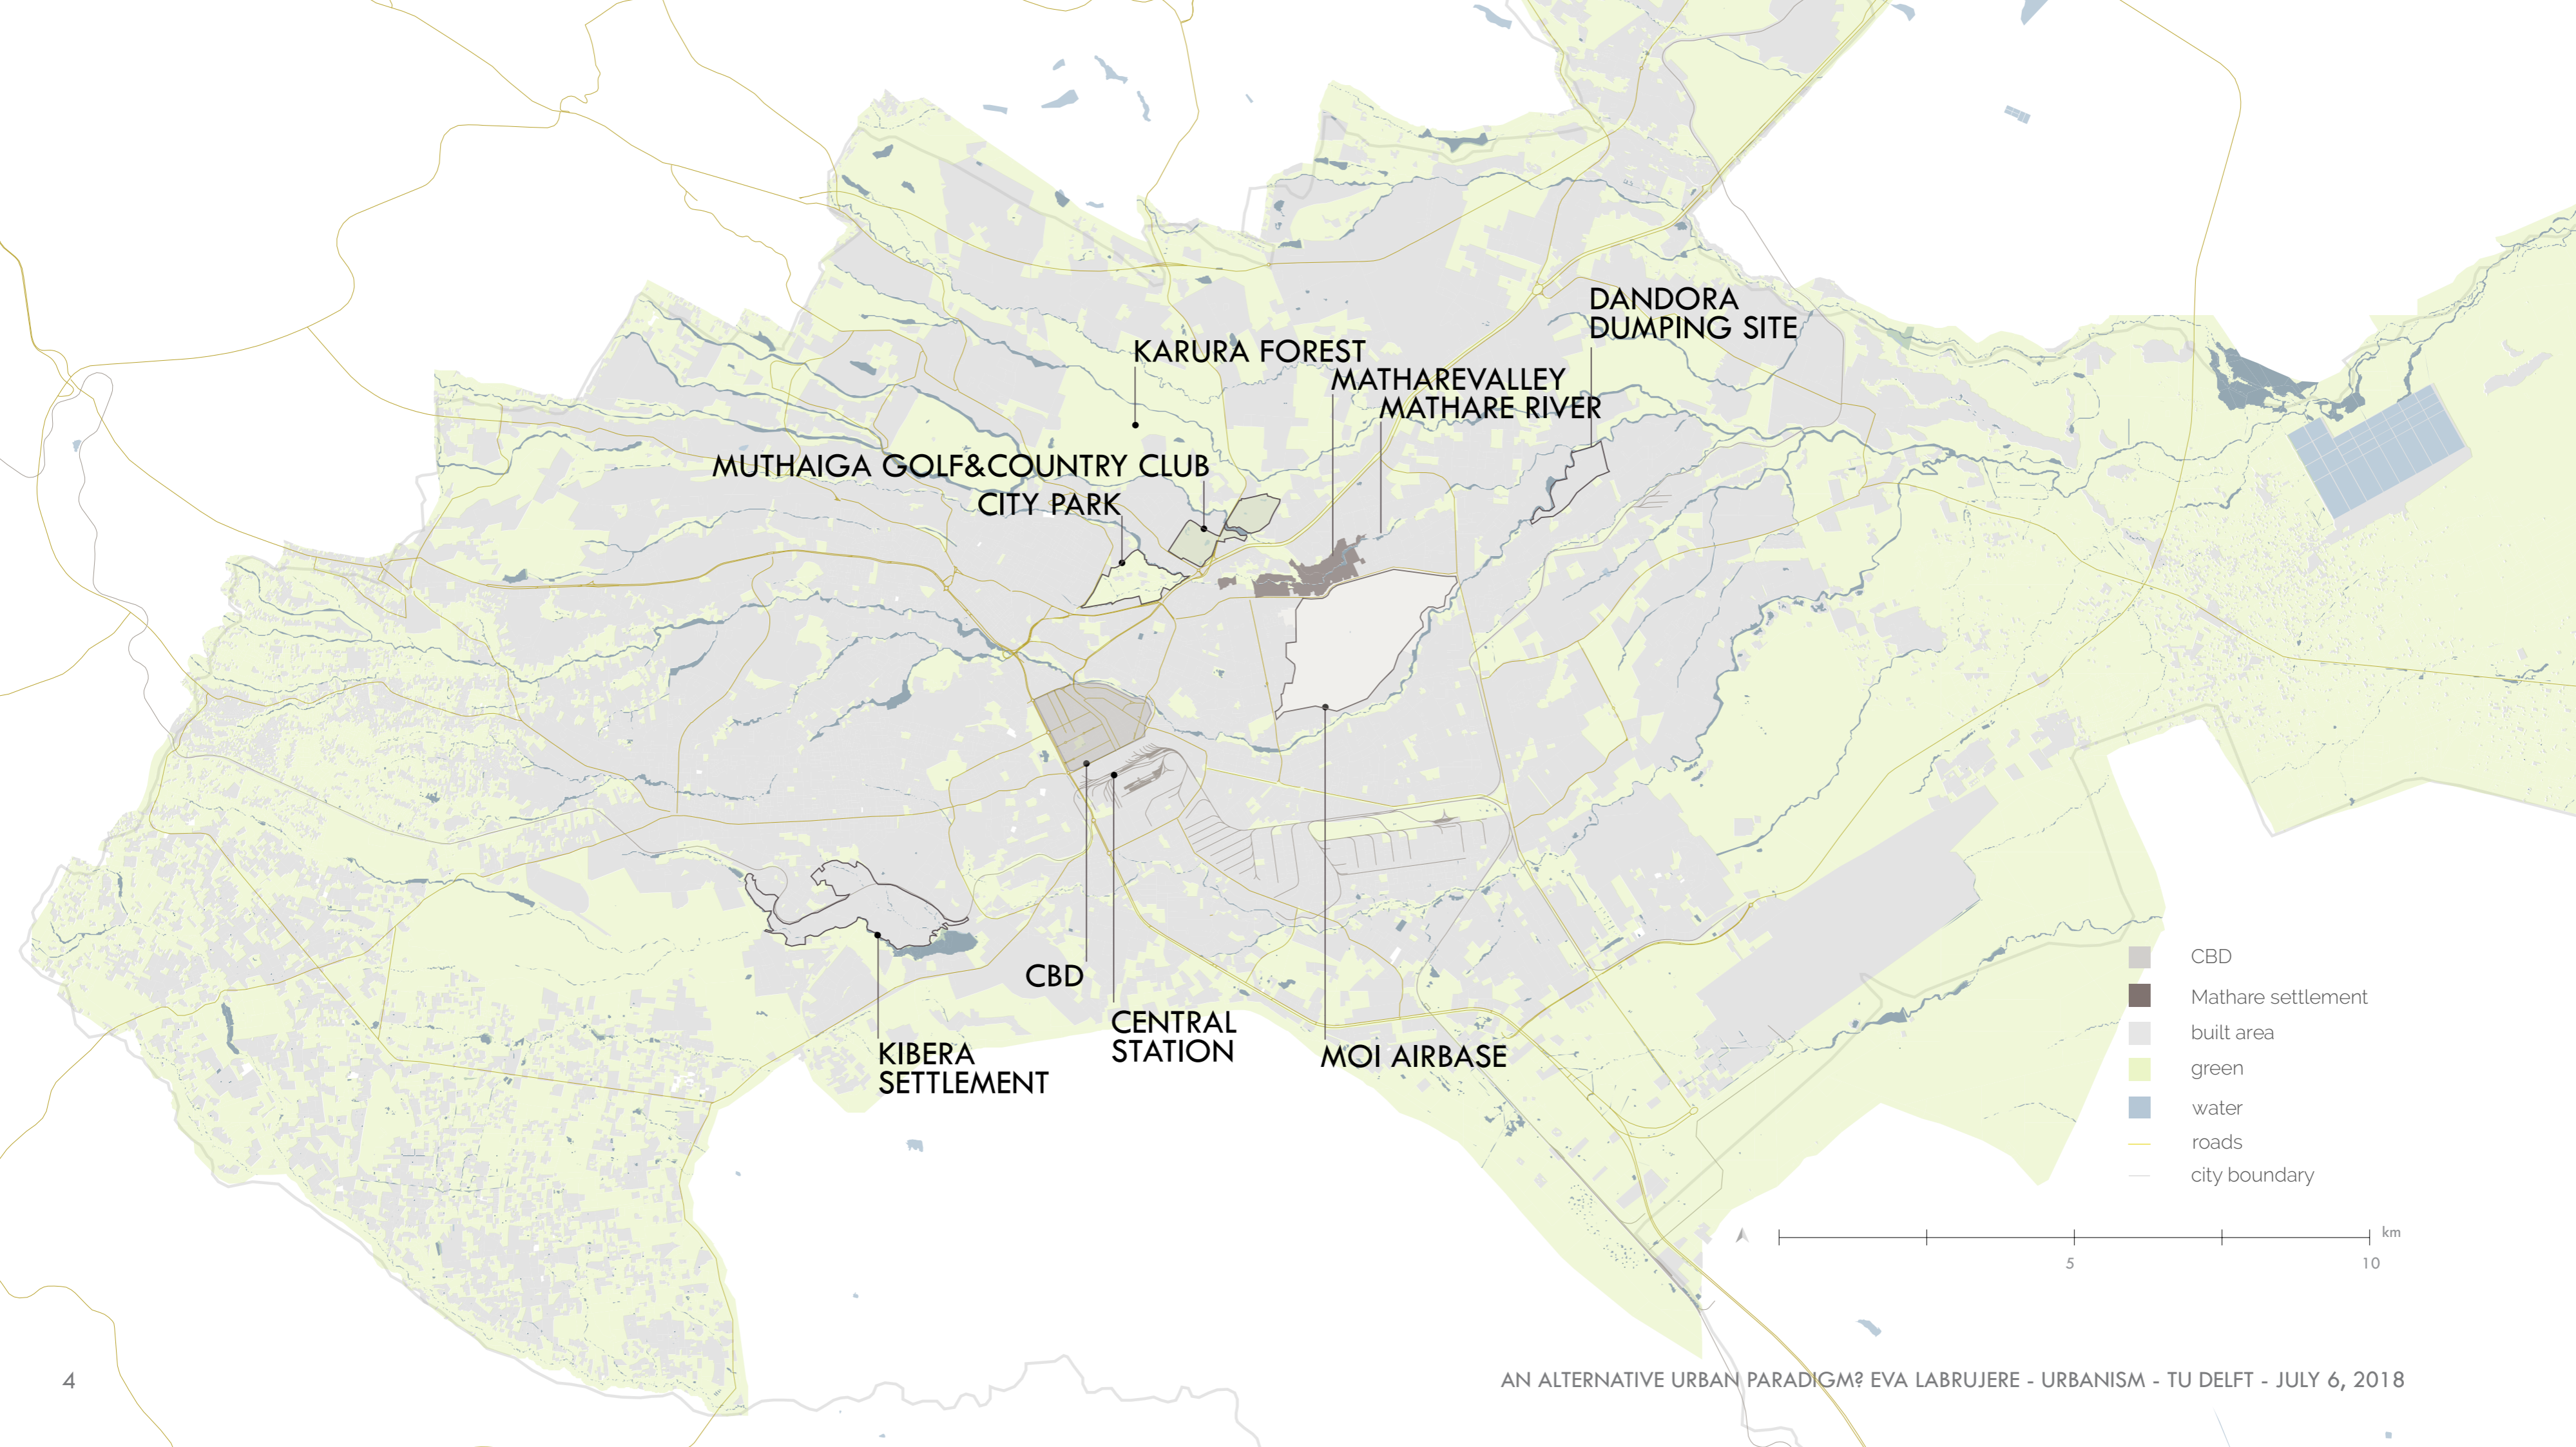 DANDORA
DUMPING SITE
KARURA FOREST
MATHAREVALLEY
MATHARE RIVER
MUTHAIGA GOLF&COUNTRY CLUB
CITY PARK
CBD
CENTRAL
STATION
KIBERA
SETTLEMENT
MOI AIRBASE
CBD
Mathare settlement
built area
green
water
roads
city boundary
km
5
10
4
AN ALTERNATIVE URBAN PARADIGM? EVA LABRUJERE - URBANISM - TU DELFT - JULY 6, 2018